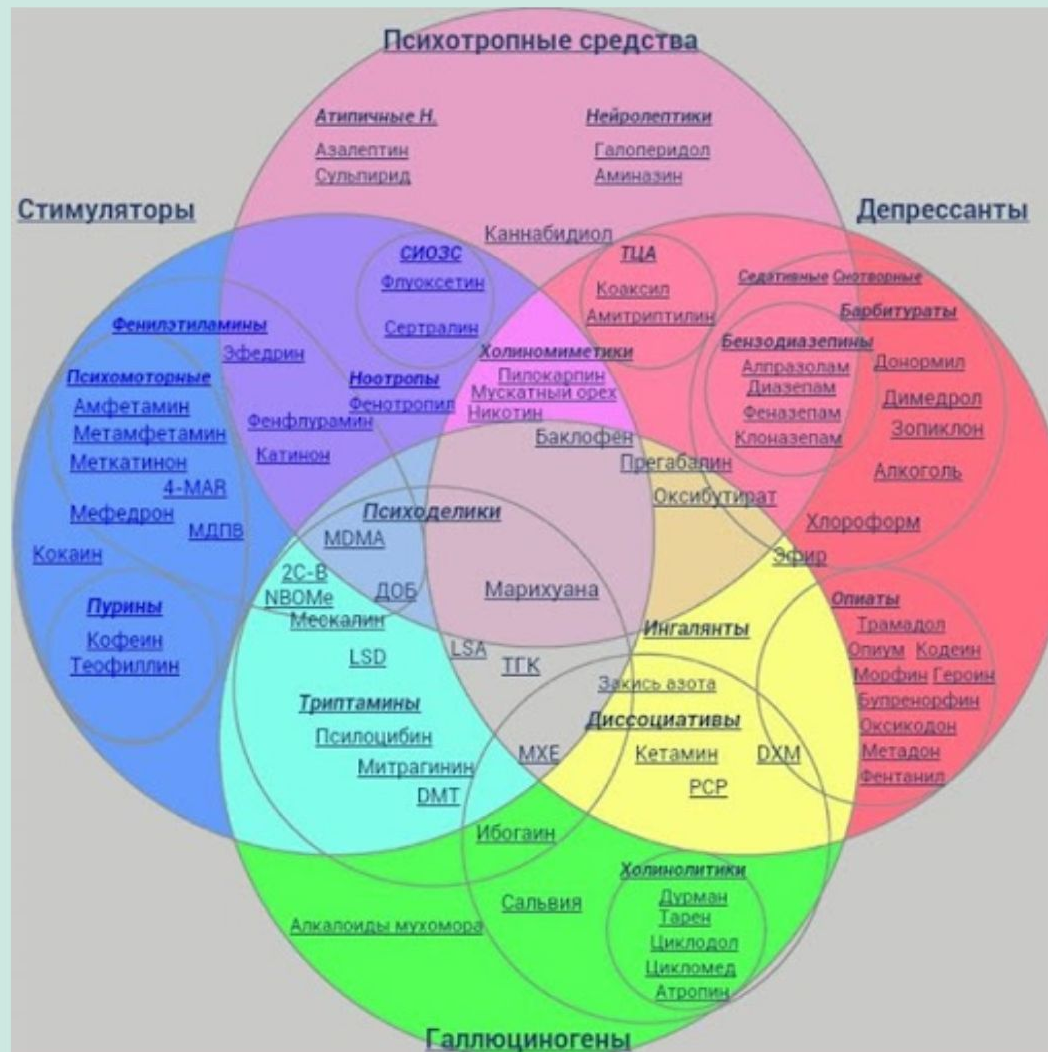 Психотропные средства
Атипичные Н.
Нейролептики
Азалептин
Галоперидол
Сульпирид
Аминазин
Стимуляторы
Депрессанты
Каннабидиол
СИОЗС
Флуоксетин
Сертралин
ТЦА
Коаксил
Амитриптилин
Седативные Снотворные
Барбитураты
Бензодиазепины
Алпразолам
Диазепам
Феназепам
Клоназепам
Донормил
Димедрол
Зопиклон
Алкоголь
Хлороформ
Эфир
Фенилэтиламины
Эфедрин
Психомоторные
Амфетамин
Метамфетамин
Меткатинон
4-MAR
Мефедрон
МДПВ
Кокаин
Ноотропы
Фенотропил
Фенфлурамин
Катинон
Холиномиметики
Пилокарпин
Мускатный орех
Никотин
Баклофен
Прегабалин
Оксибутират
Психоделики
MDMA
2C-B
NBOMe
ДОБ
Мескалин
Марихуана
LSA
LSD
ТГК
Пурины
Кофеин
Теофиллин
Ингалянты
Закись азота
Опиаты
Трамадол
Опиум Кодеин
Морфин Героин
Бупренорфин
Оксикодон
Метадон
Фентанил
Триптамины
Псилоцибин
Митрагинин
DMT
Диссоциативы
MXE
Кетамин
DXM
PCP
Ибогаин
Сальвия
Алкалоиды мухомора
Холинолитики
Дурман
Тарен
Циклодол
Цикломед
Атропин
Галлюциногены